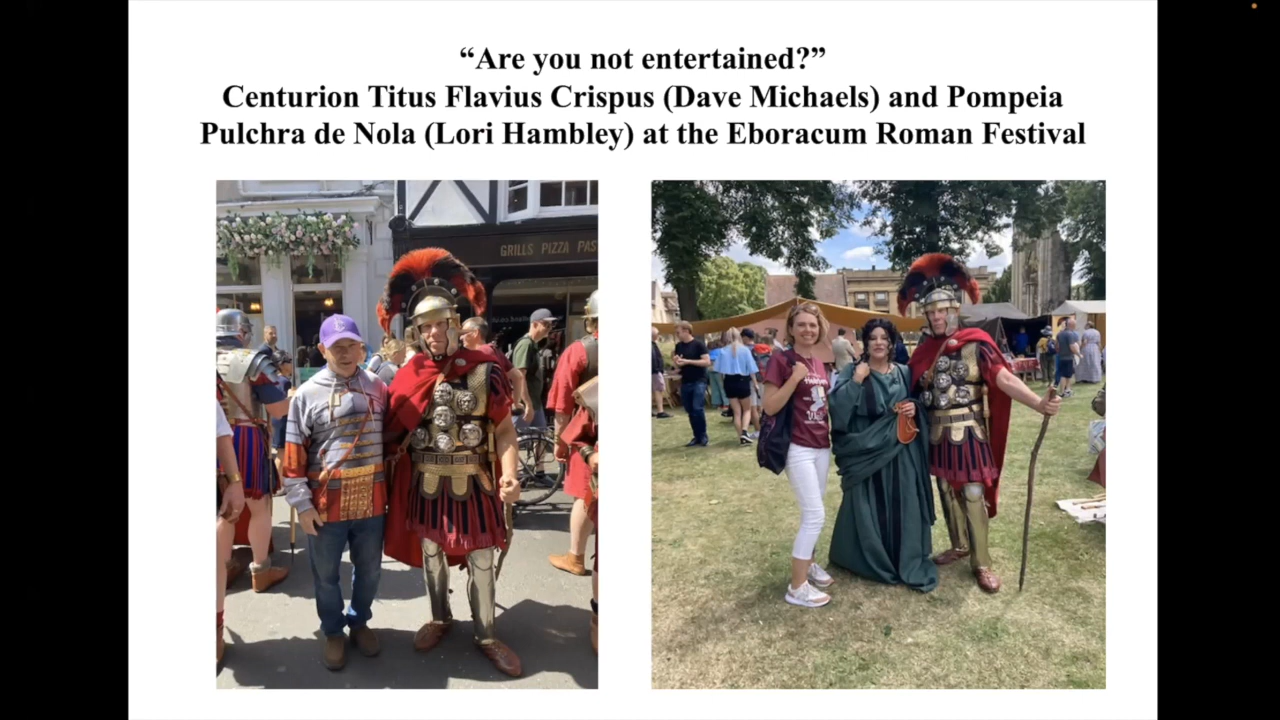 “Are you not entertained?”
Centurion Titus Flavius Crispus (Dave Michaels) and Pompeia
Pulchra de Nola (Lori Hambley) at the Eboracum Roman Festival
GRILLS PIZZA PAS